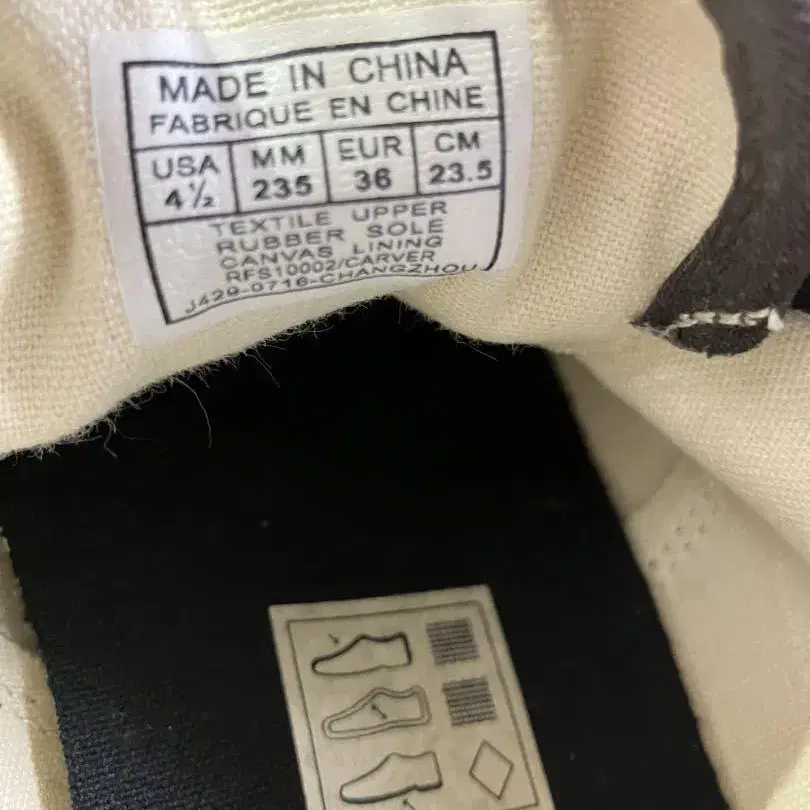 MADE IN CHINA
FABRIQUE EN CHINE
USA MM EUR CM
4½ 235 36 23.5
TEXTILE UPPER
RUBBER SOLE
CANVAS LINING
RFS10002/CARVER
J429-0716-CHANGZHOU